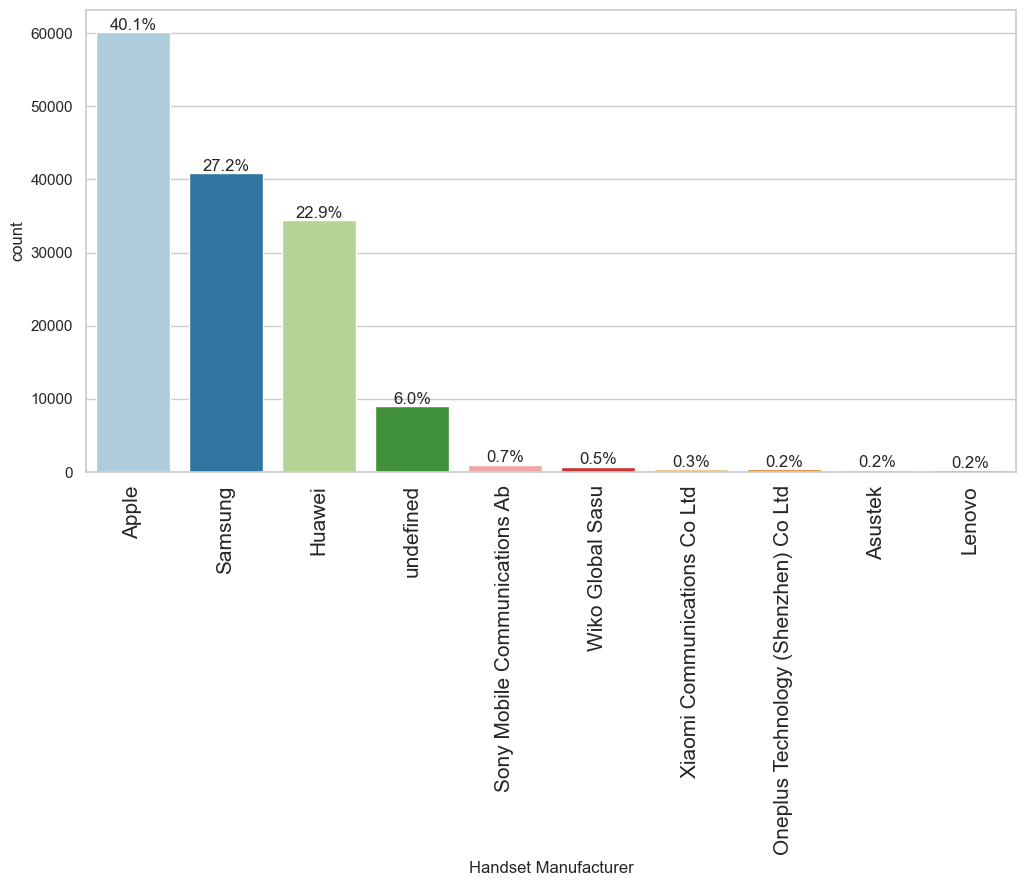 40.1%
60000
50000
27.2%
40000
22.9%
count
30000
20000
10000
6.0%
0.7%
0.5%
0.3%
0.2%
0.2%
0.2%
0
Apple
Samsung
Huawei
undefined
Sony Mobile Communications Ab
Wiko Global Sasu
Xiaomi Communications Co Ltd
Oneplus Technology (Shenzhen) Co Ltd
Asustek
Lenovo
Handset Manufacturer